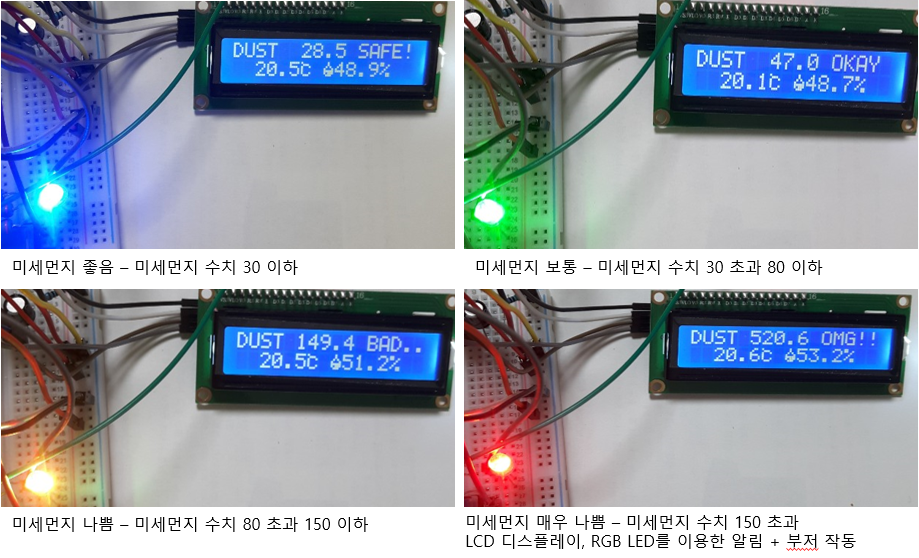 DUST 28.5 SAFE!
20.5C 48.9%
미세먼지 좋음 – 미세먼지 수치 30 이하
DUST 47.0 OKAY
20.1C 48.7%
미세먼지 보통 – 미세먼지 수치 30 초과 80 이하
DUST 149.4 BAD..
20.5C 51.2%
미세먼지 나쁨 – 미세먼지 수치 80 초과 150 이하
DUST 520.6 OMG!!
20.6C 53.2%
미세먼지 매우 나쁨 – 미세먼지 수치 150 초과
LCD 디스플레이, RGB LED를 이용한 알림 + 부저 작동